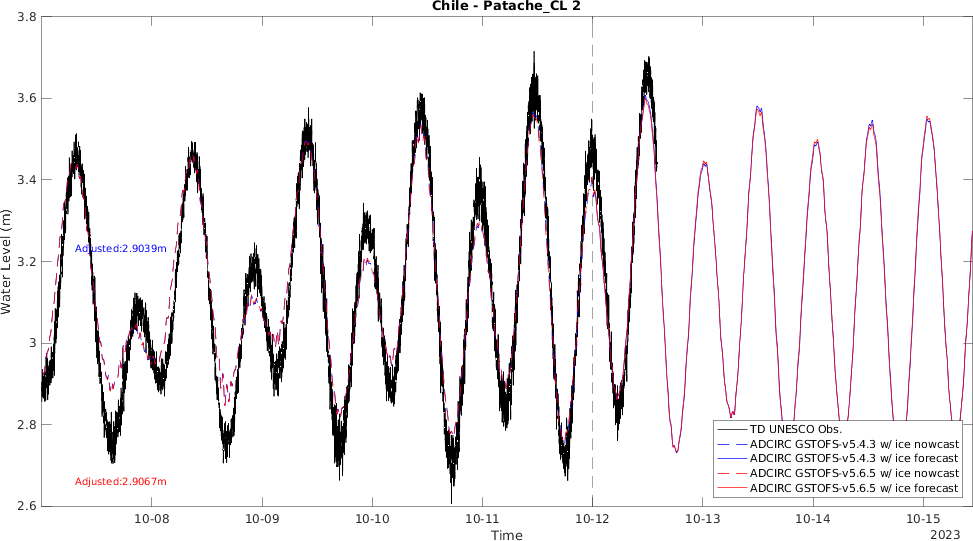 Chile - Patache_CL 2
3.8
3.6
3.4
3.2
3
2.8
2.6
Water Level (m)
Adjusted:2.9039m
Adjusted:2.9067m
TD UNESCO Obs.
ADCIRC GSTOFS-v5.4.3 w/ ice nowcast
ADCIRC GSTOFS-v5.4.3 w/ ice forecast
ADCIRC GSTOFS-v5.6.5 w/ ice nowcast
ADCIRC GSTOFS-v5.6.5 w/ ice forecast
10-08 10-09 10-10 10-11 10-12 10-13 10-14 10-15
Time
2023